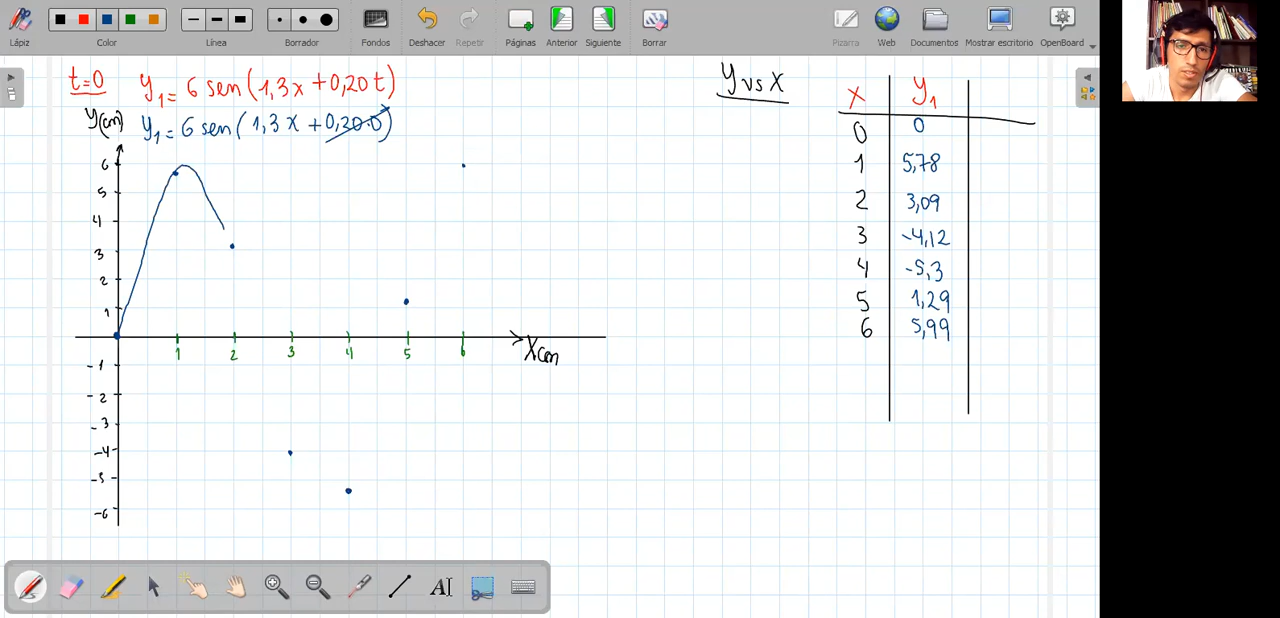 Lápiz
Color
Línea
Borrador
Fondos
Deshacer
Repetir
Páginas
Anterior
Siguiente
Borrar
Pizarra
Web
Documentos
Mostrar escritorio
OpenBoard
t=0 y₁= 6 sen(1,3x+0,20t)
y₁= 6 sen(1,3x+0,20·0)
y vs x
Y(cm)
6
5
4
3
2
1
-1
-2
-3
-4
-5
-6
1 2 3 4 5 6
Xcm
x y₁
0 0
1 5,78
2 3,09
3 -4,12
4 -5,3
5 1,29
6 5,99